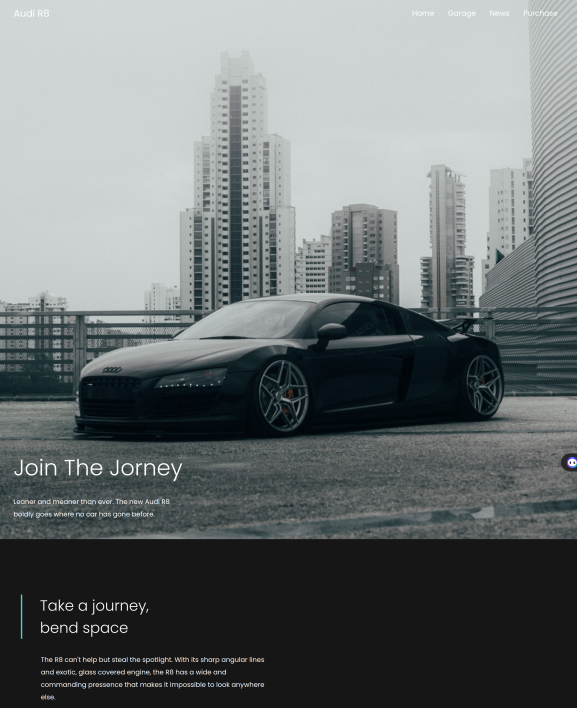 Audi R8
Home Garage News Purchase
Join The Jorney
Leaner and meaner than ever. The new Audi R8
boldly goes where no car has gone before.
Take a journey,
bend space
The R8 can't help but steal the spotlight. With its sharp angular lines
and exotic, glass covered engine, the R8 has a wide and
commanding pressence that makes it impossible to look anywhere
else.